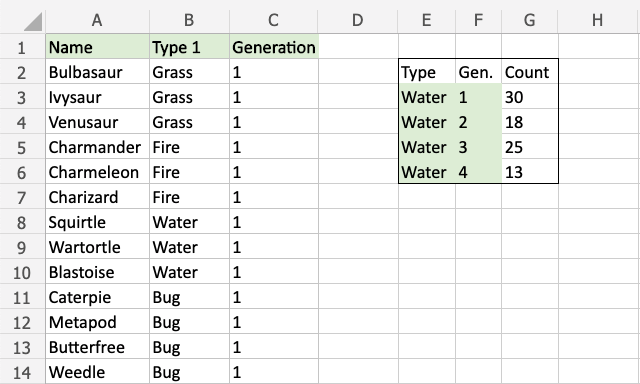 A B C D E F G H
1 Name Type 1 Generation
2 Bulbasaur Grass 1 Type Gen. Count
3 Ivysaur Grass 1 Water 1 30
4 Venusaur Grass 1 Water 2 18
5 Charmander Fire 1 Water 3 25
6 Charmeleon Fire 1 Water 4 13
7 Charizard Fire 1
8 Squirtle Water 1
9 Wartortle Water 1
10 Blastoise Water 1
11 Caterpie Bug 1
12 Metapod Bug 1
13 Butterfree Bug 1
14 Weedle Bug 1